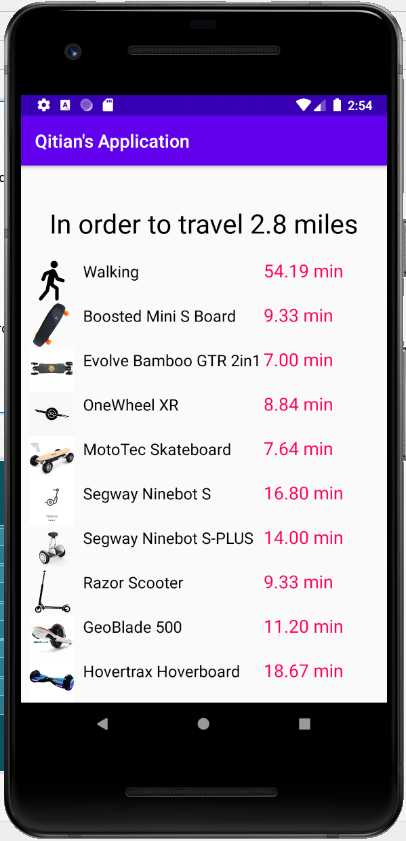 2:54
Qitian's Application
In order to travel 2.8 miles
Walking 54.19 min
Boosted Mini S Board 9.33 min
Evolve Bamboo GTR 2in1 7.00 min
OneWheel XR 8.84 min
MotoTec Skateboard 7.64 min
Segway Ninebot S 16.80 min
Segway Ninebot S-PLUS 14.00 min
Razor Scooter 9.33 min
GeoBlade 500 11.20 min
Hovertrax Hoverboard 18.67 min